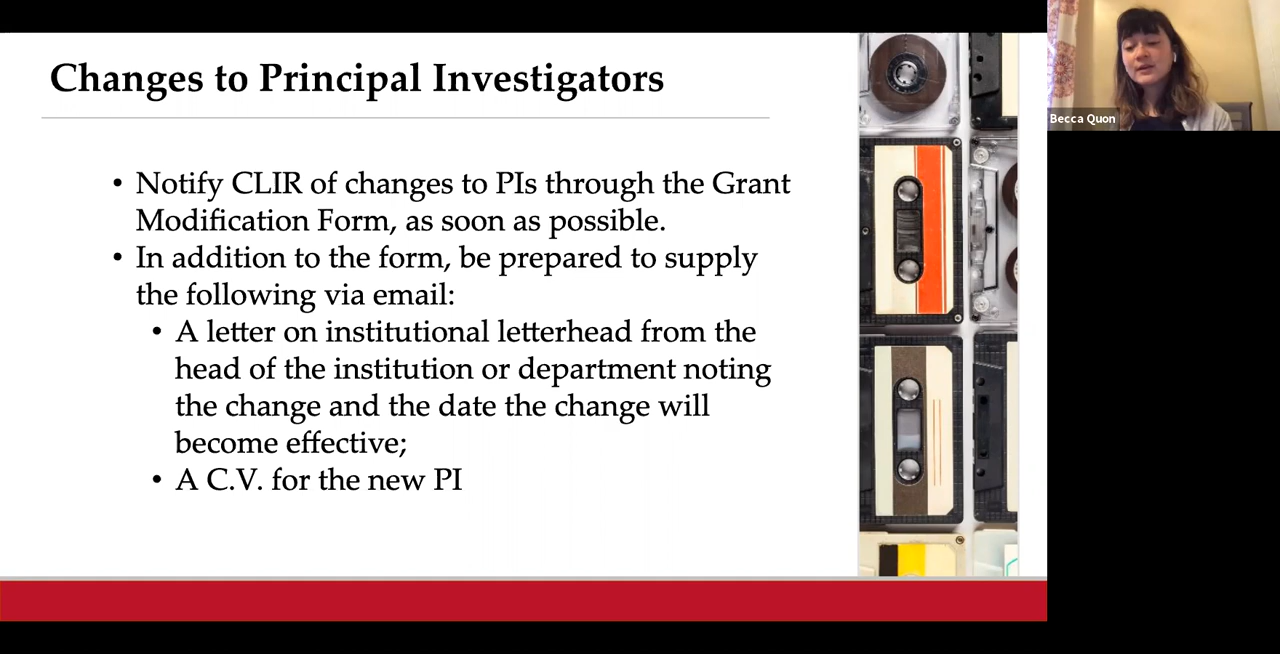 Changes to Principal Investigators
• Notify CLIR of changes to PIs through the Grant
Modification Form, as soon as possible.
• In addition to the form, be prepared to supply
the following via email:
• A letter on institutional letterhead from the
head of the institution or department noting
the change and the date the change will
become effective;
• A C.V. for the new PI
Becca Quon